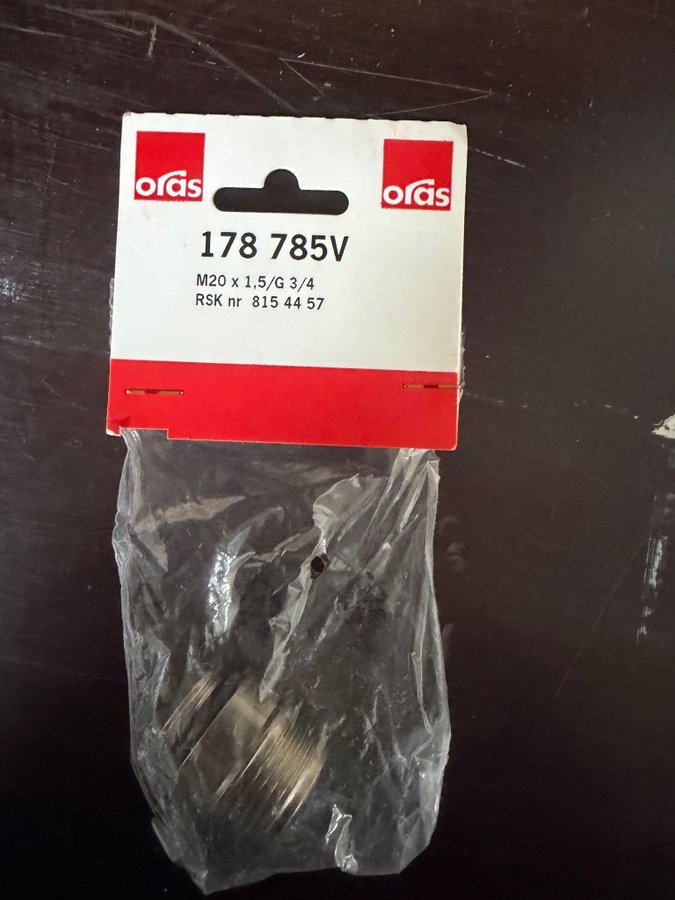 oras
oras
178 785V
M20 x 1,5/G 3/4
RSK nr 815 44 57